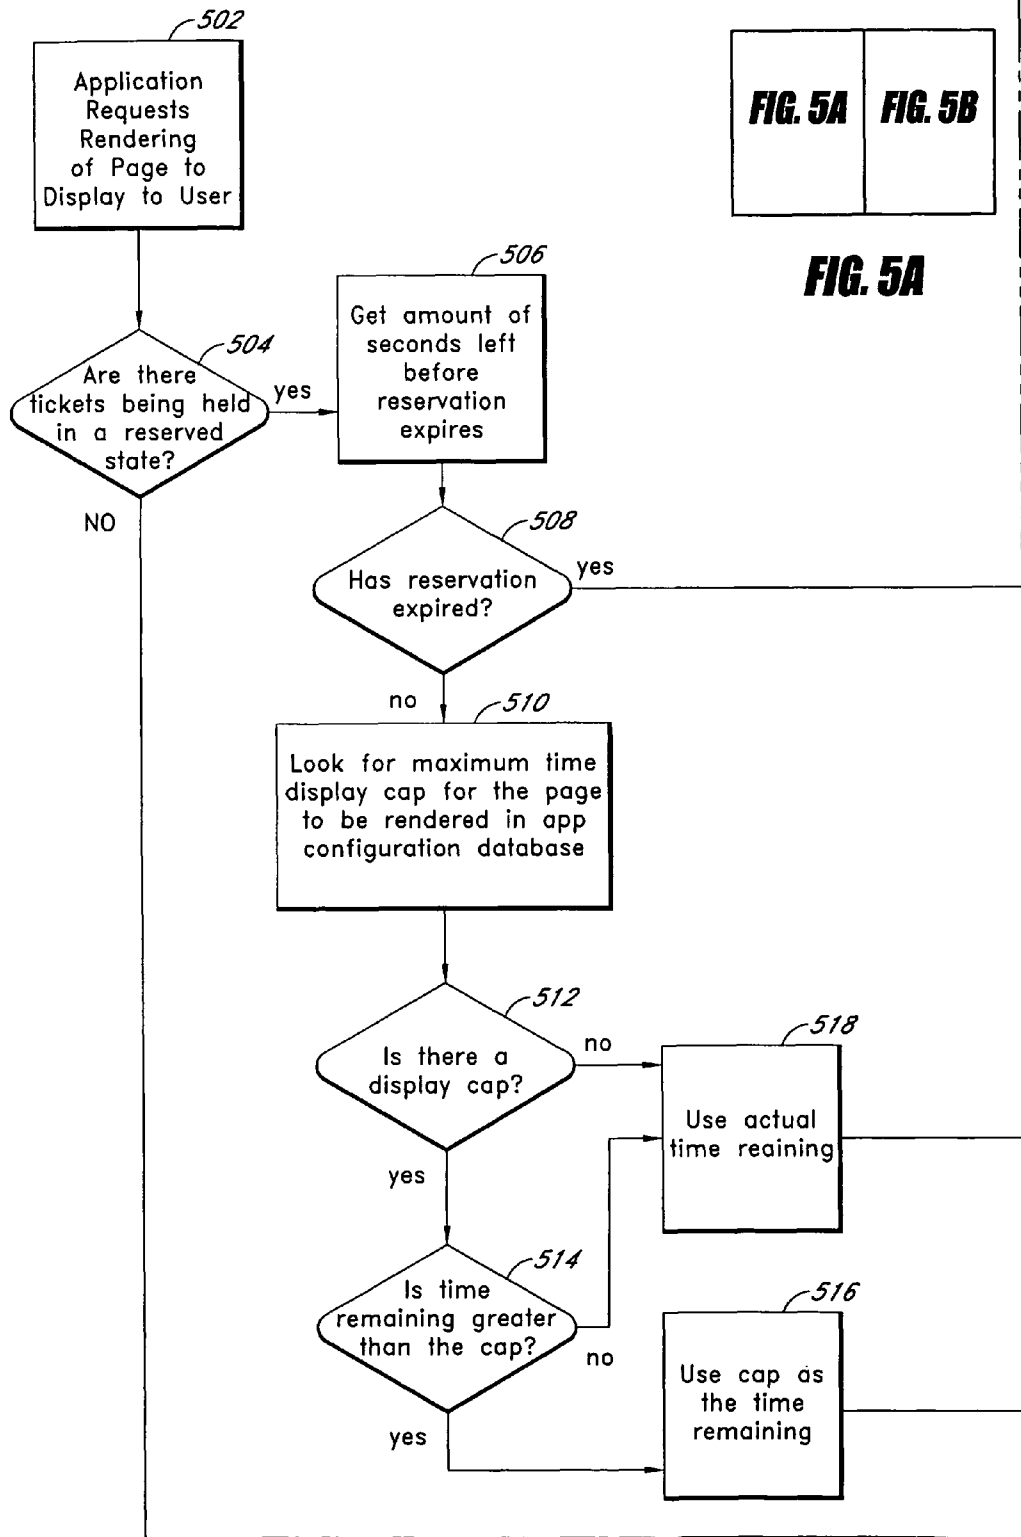 502
Application
Requests
Rendering
of Page to
Display to User
FIG. 5A
FIG. 5B
FIG. 5A
504
Are there
tickets being held
in a reserved
state?
yes
NO
506
Get amount of
seconds left
before
reservation
expires
508
Has reservation
expired?
yes
no
510
Look for maximum time
display cap for the page
to be rendered in app
configuration database
512
Is there a
display cap?
no
yes
518
Use actual
time reaining
514
Is time
remaining greater
than the cap?
no
yes
516
Use cap as
the time
remaining